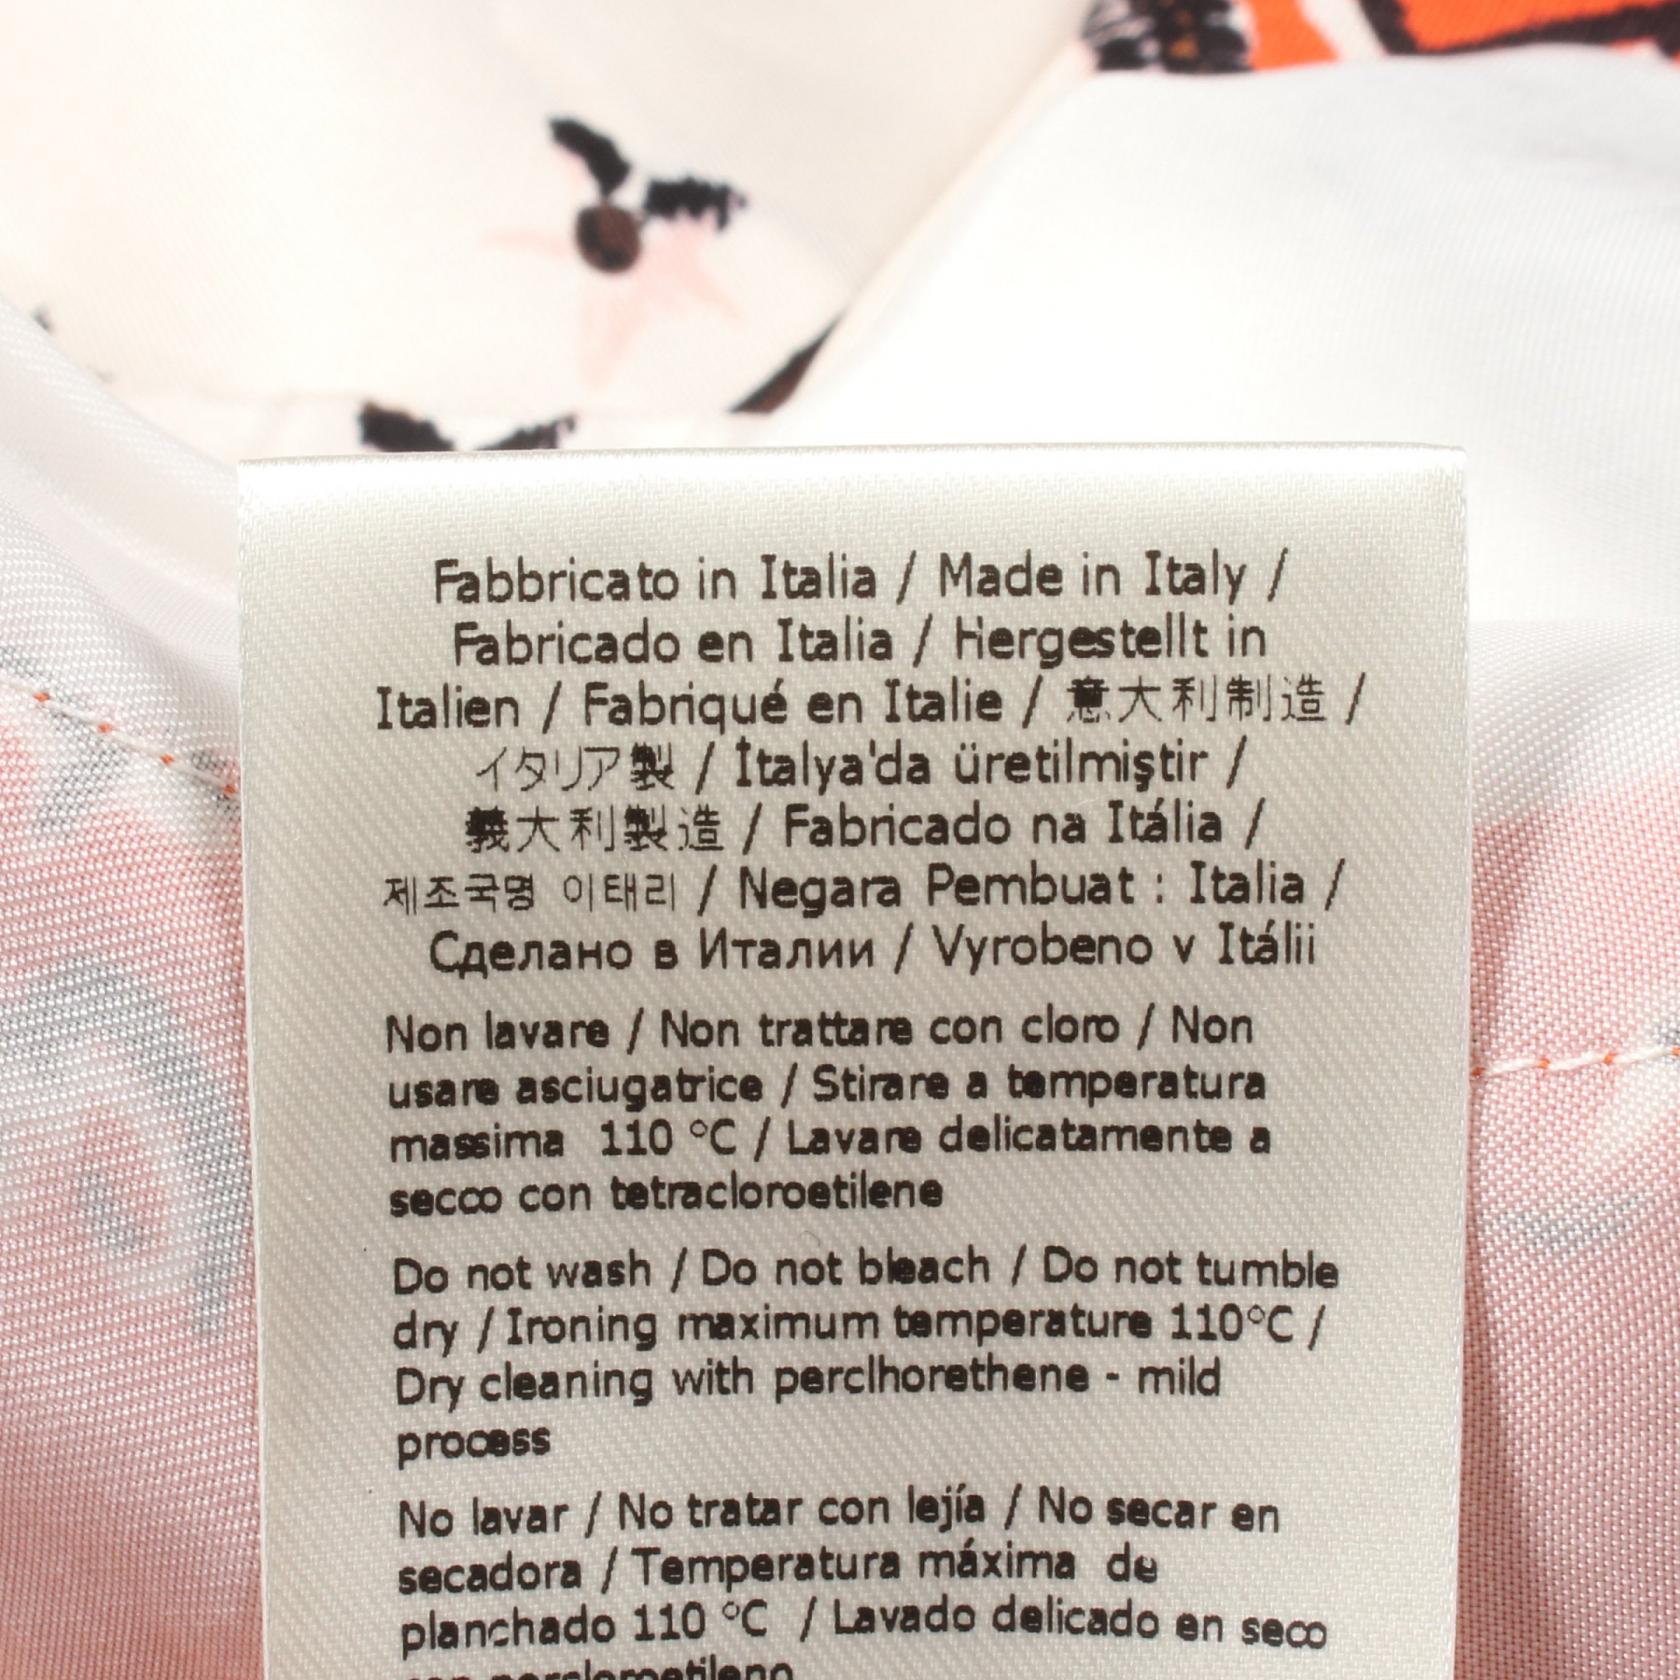 Fabbricato in Italia / Made in Italy /
Fabricado en Italia / Hergestellt in
Italien / Fabriqué en Italie / 意大利制造 /
イタリア製 / İtalya'da üretilmiştir /
義大利製造 / Fabricado na Itália /
제조국명 이태리 / Negara Pembuat : Italia /
Сделано в Италии / Vyrobeno v Itálii
Non lavare / Non trattare con cloro / Non
usare asciugatrice / Stirare a temperatura
massima 110 °C / Lavare delicatamente a
secco con tetracloroetilene
Do not wash / Do not bleach / Do not tumble
dry / Ironing maximum temperature 110°C /
Dry cleaning with perclhorethene - mild
process
No lavar / No tratar con lejía / No secar en
secadora / Temperatura máxima de
planchado 110 °C / Lavado delicado en seco
con percloroetileno